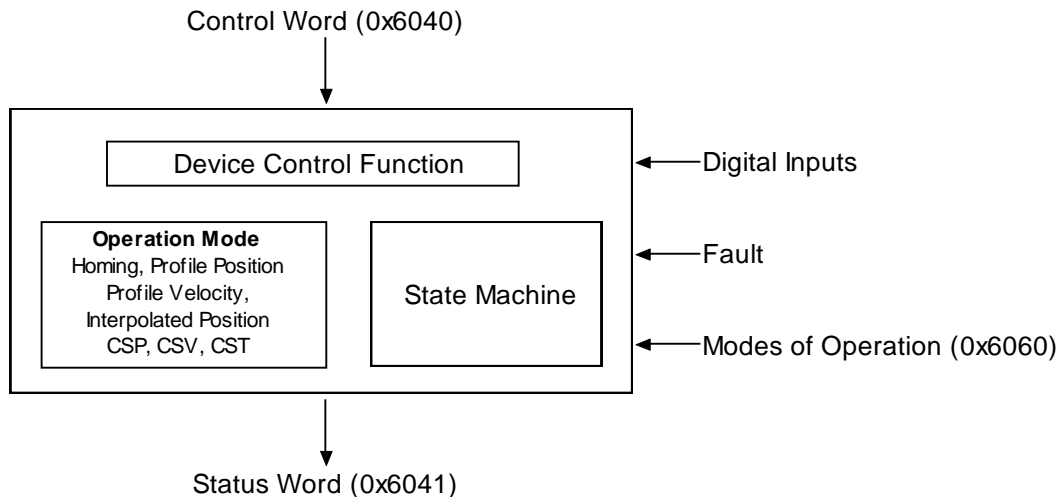 Control Word (0x6040)
Device Control Function
Digital Inputs
Operation Mode
Homing, Profile Position
Profile Velocity,
Interpolated Position
CSP, CSV, CST
State Machine
Fault
Modes of Operation (0x6060)
Status Word (0x6041)